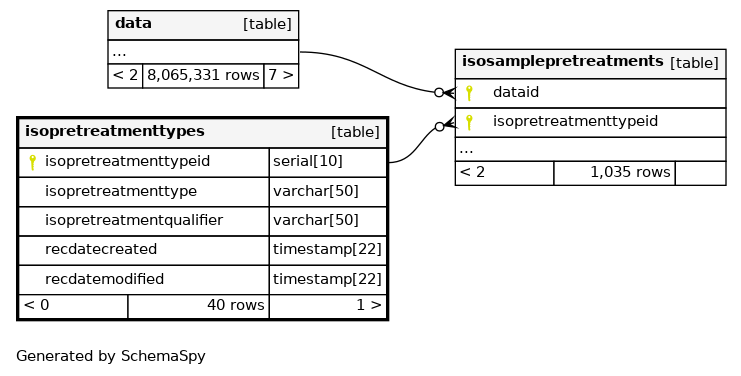 data [table]
...
< 2 8,065,331 rows 7 >
isosamplepretreatments [table]
dataid
isopretreatmenttypeid
...
< 2 1,035 rows
isopretreatmenttypes [table]
isopretreatmenttypeid serial[10]
isopretreatmenttype varchar[50]
isopretreatmentqualifier varchar[50]
recdatecreated timestamp[22]
recdatemodified timestamp[22]
< 0 40 rows 1 >
Generated by SchemaSpy